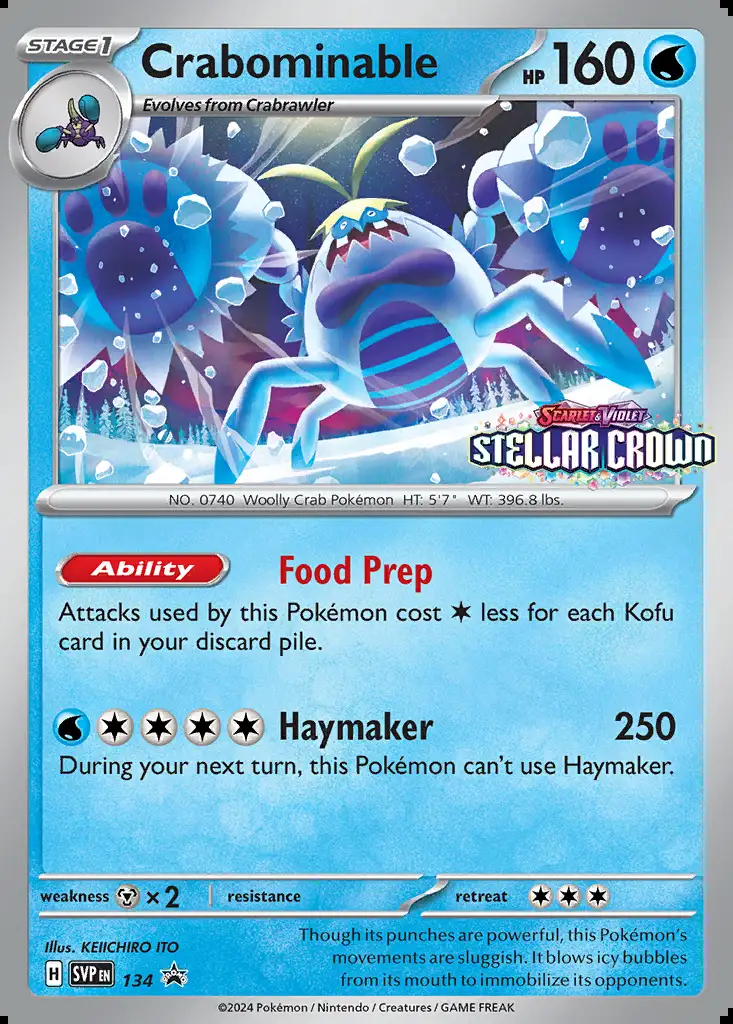 STAGE1
Crabominable
HP 160
Evolves from Crabrawler
SCARLET & VIOLET
STELLAR CROWN
NO. 0740 Woolly Crab Pokémon HT: 5'7" WT: 396.8 lbs.
Ability Food Prep
Attacks used by this Pokémon cost less for each Kofu
card in your discard pile.
Haymaker 250
During your next turn, this Pokémon can't use Haymaker.
weakness ×2 resistance retreat
Illus. KEIICHIRO ITO
Though its punches are powerful, this Pokémon's
movements are sluggish. It blows icy bubbles
from its mouth to immobilize its opponents.
H SVP EN 134 PROMO
©2024 Pokémon / Nintendo / Creatures / GAME FREAK